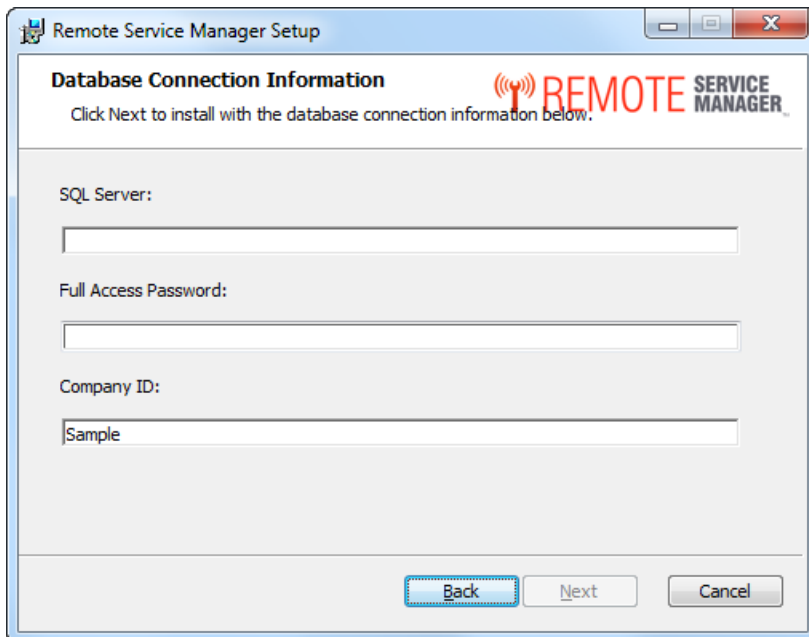 Remote Service Manager Setup
Database Connection Information
Click Next to install with the database connection information below.
REMOTE SERVICE MANAGER
SQL Server:
Full Access Password:
Company ID:
Sample
Back
Next
Cancel